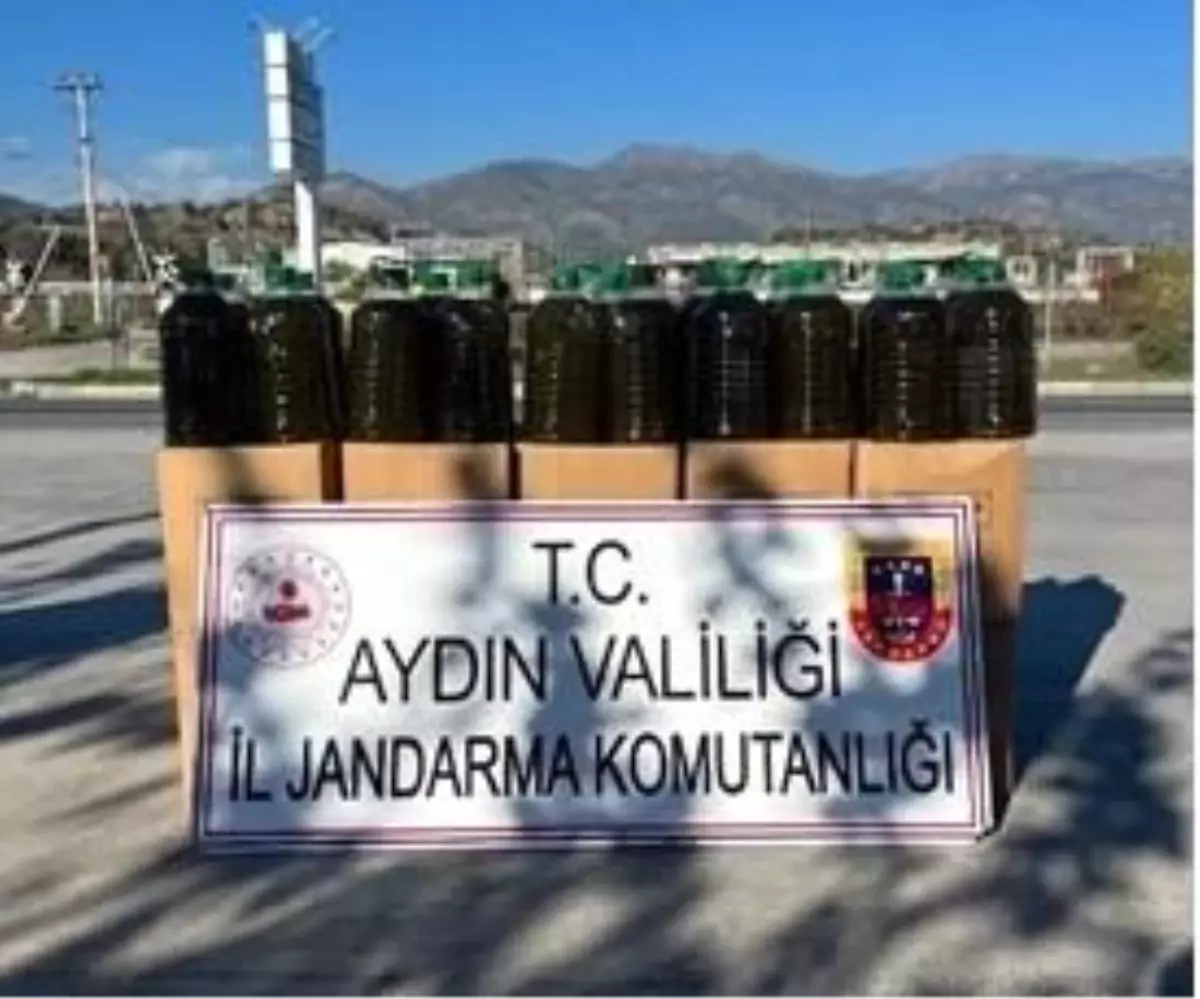 T.C.
AYDIN VALİLİĞİ
İL JANDARMA KOMUTANLIĞI